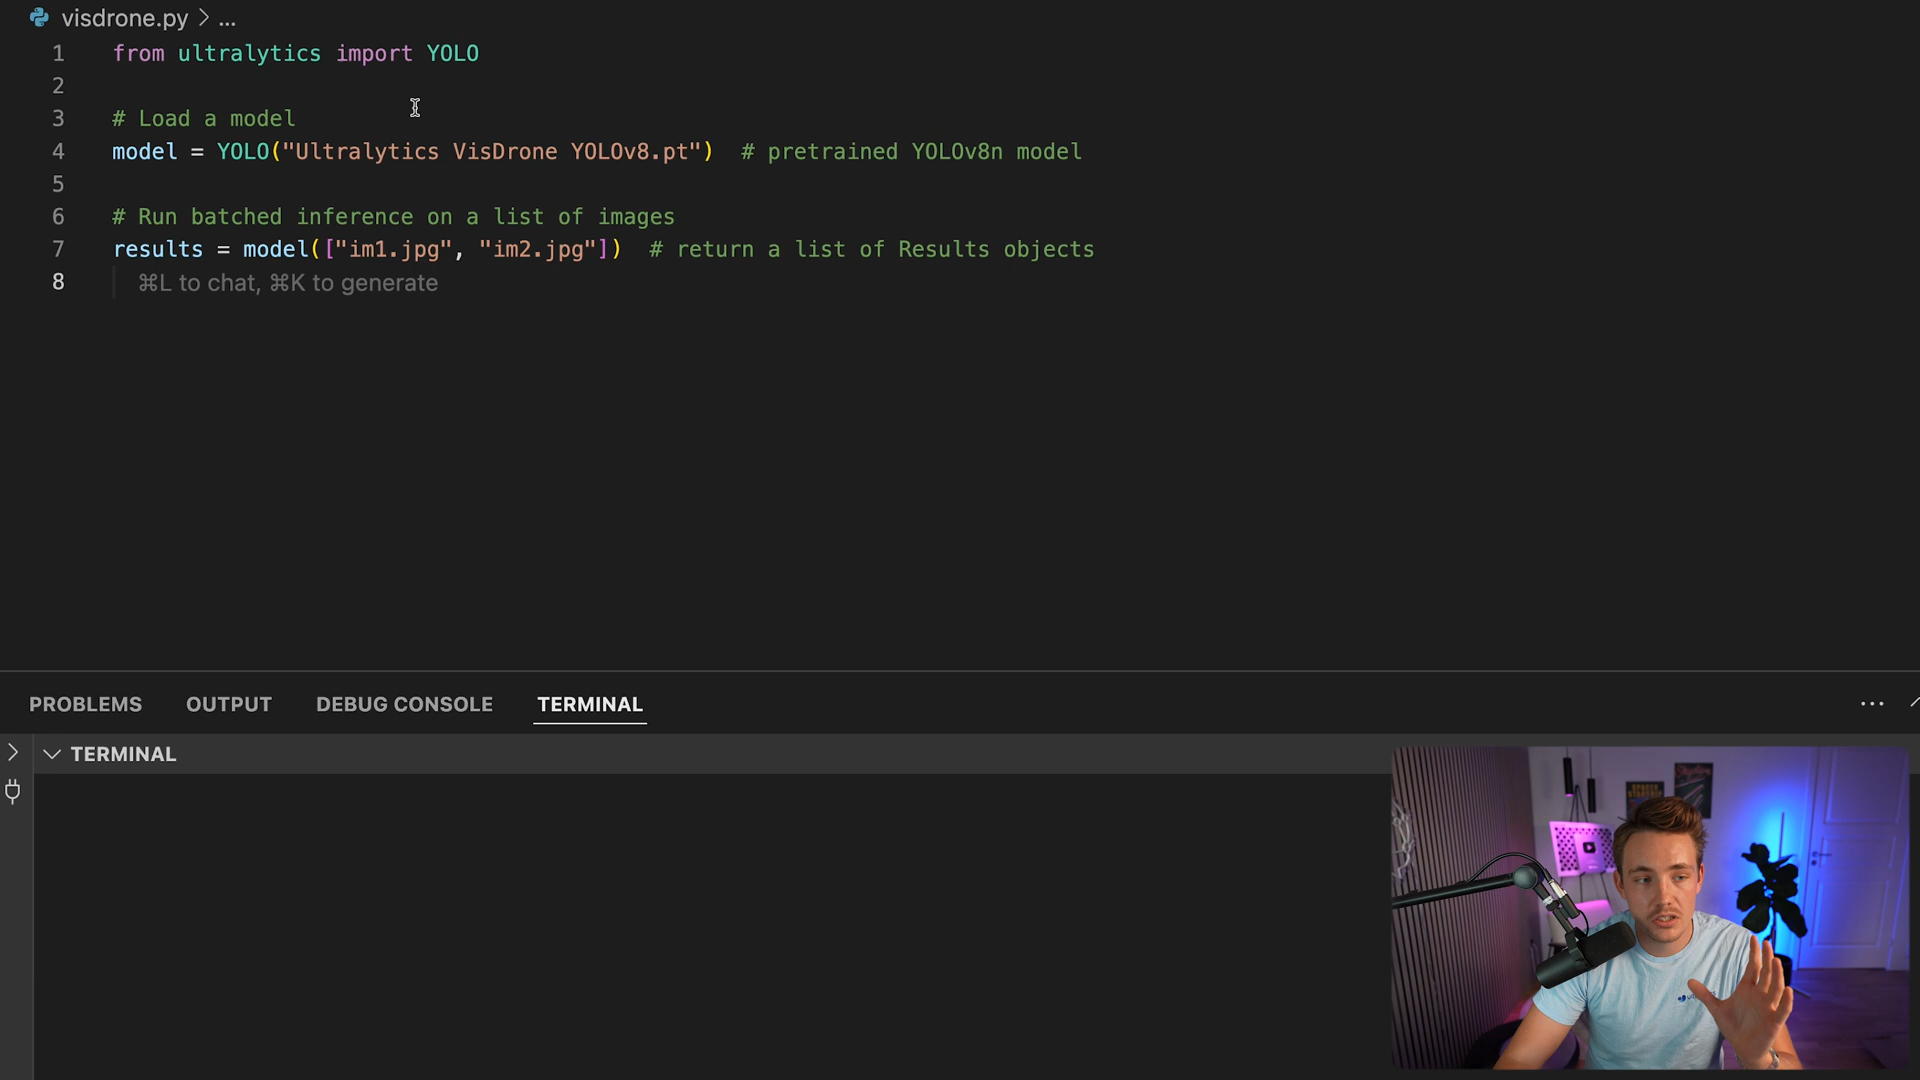 visdrone.py > ...
1 from ultralytics import YOLO
2
3 # Load a model
4 model = YOLO("Ultralytics VisDrone YOLOv8.pt")  # pretrained YOLOv8n model
5
6 # Run batched inference on a list of images
7 results = model(["im1.jpg", "im2.jpg"])  # return a list of Results objects
8 ⌘L to chat, ⌘K to generate
PROBLEMS OUTPUT DEBUG CONSOLE TERMINAL ...
TERMINAL